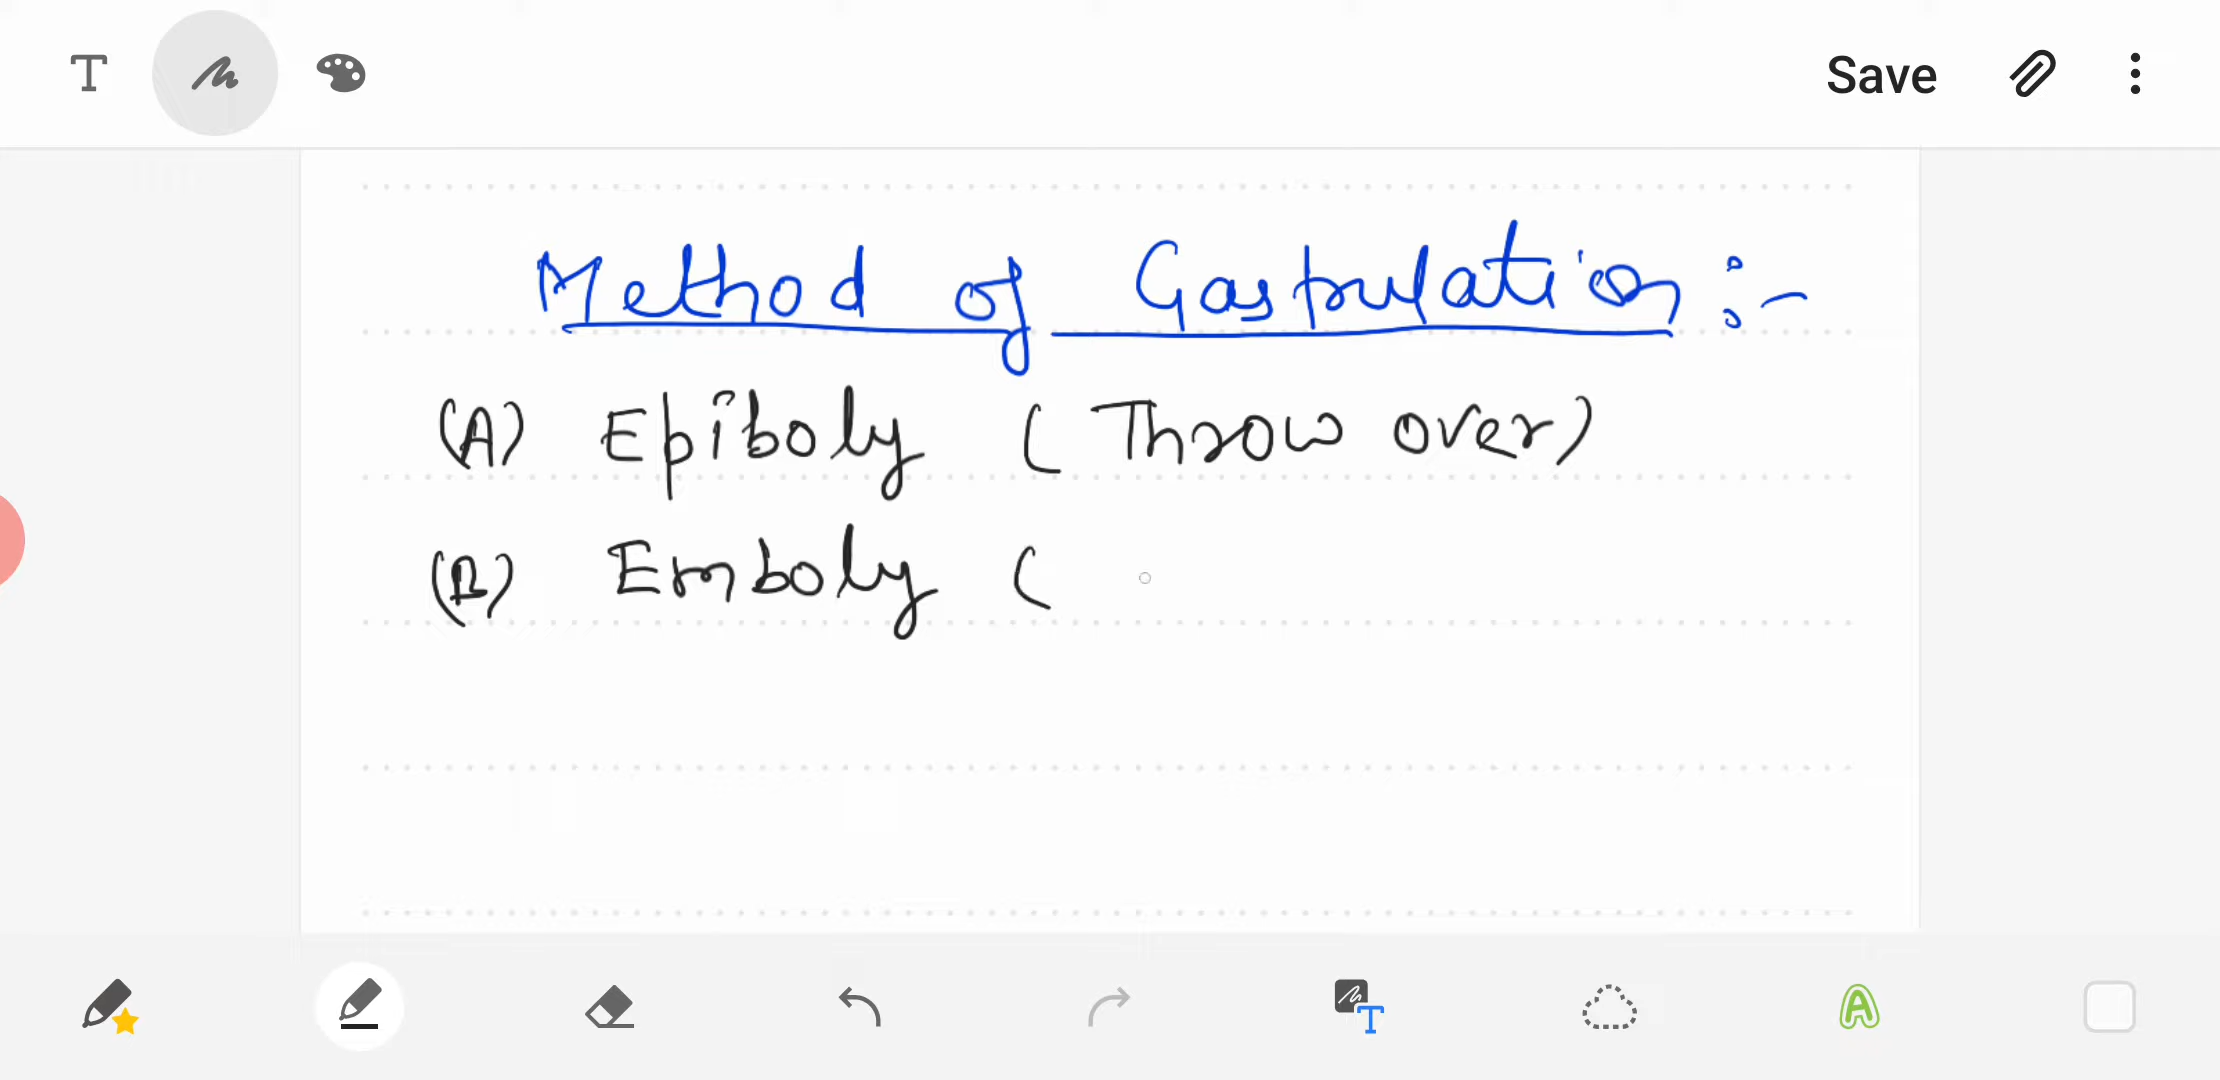 T Save
Method of Gastrulation :-
(A) Epiboly ( Throw over)
(B) Emboly (
T A